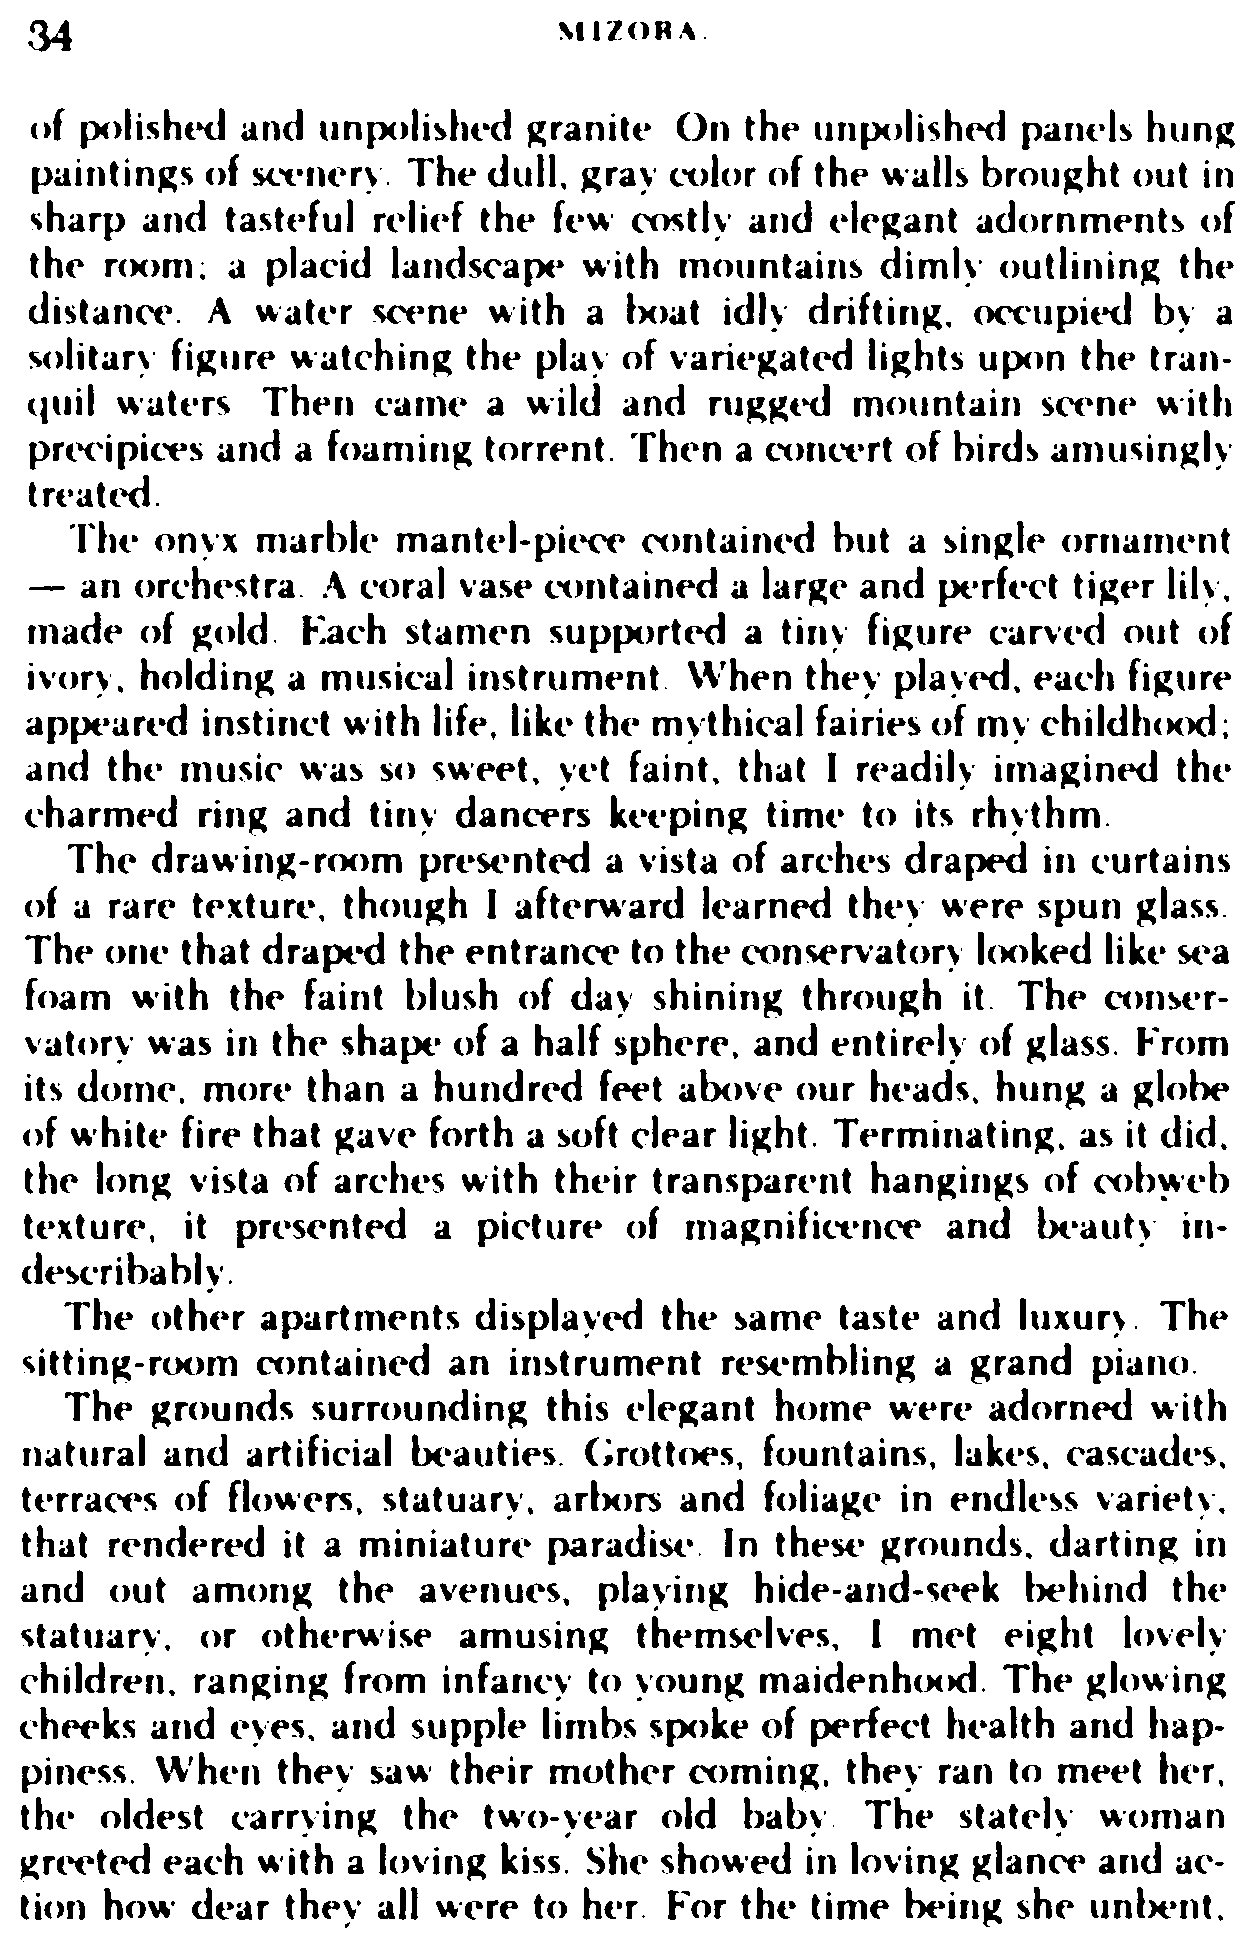 34
MIZORA.
of polished and unpolished granite On the unpolished panels hung
paintings of scenery. The dull, gray color of the walls brought out in
sharp and tasteful relief the few costly and elegant adornments of
the room; a placid landscape with mountains dimly outlining the
distance. A water scene with a boat idly drifting, occupied by a
solitary figure watching the play of variegated lights upon the tran-
quil waters Then came a wild and rugged mountain scene with
precipices and a foaming torrent. Then a concert of birds amusingly
treated.
The onyx marble mantel-piece contained but a single ornament
— an orchestra. A coral vase contained a large and perfect tiger lily,
made of gold. Each stamen supported a tiny figure carved out of
ivory, holding a musical instrument. When they played, each figure
appeared instinct with life, like the mythical fairies of my childhood;
and the music was so sweet, yet faint, that I readily imagined the
charmed ring and tiny dancers keeping time to its rhythm.
The drawing-room presented a vista of arches draped in curtains
of a rare texture, though I afterward learned they were spun glass.
The one that draped the entrance to the conservatory looked like sea
foam with the faint blush of day shining through it. The conser-
vatory was in the shape of a half sphere, and entirely of glass. From
its dome, more than a hundred feet above our heads, hung a globe
of white fire that gave forth a soft clear light. Terminating, as it did,
the long vista of arches with their transparent hangings of cobweb
texture, it presented a picture of magnificence and beauty in-
describably.
The other apartments displayed the same taste and luxury. The
sitting-room contained an instrument resembling a grand piano.
The grounds surrounding this elegant home were adorned with
natural and artificial beauties. Grottoes, fountains, lakes, cascades,
terraces of flowers, statuary, arbors and foliage in endless variety,
that rendered it a miniature paradise. In these grounds, darting in
and out among the avenues, playing hide-and-seek behind the
statuary, or otherwise amusing themselves, I met eight lovely
children, ranging from infancy to young maidenhood. The glowing
cheeks and eyes, and supple limbs spoke of perfect health and hap-
piness. When they saw their mother coming, they ran to meet her,
the oldest carrying the two-year old baby. The stately woman
greeted each with a loving kiss. She showed in loving glance and ac-
tion how dear they all were to her. For the time being she unbent,